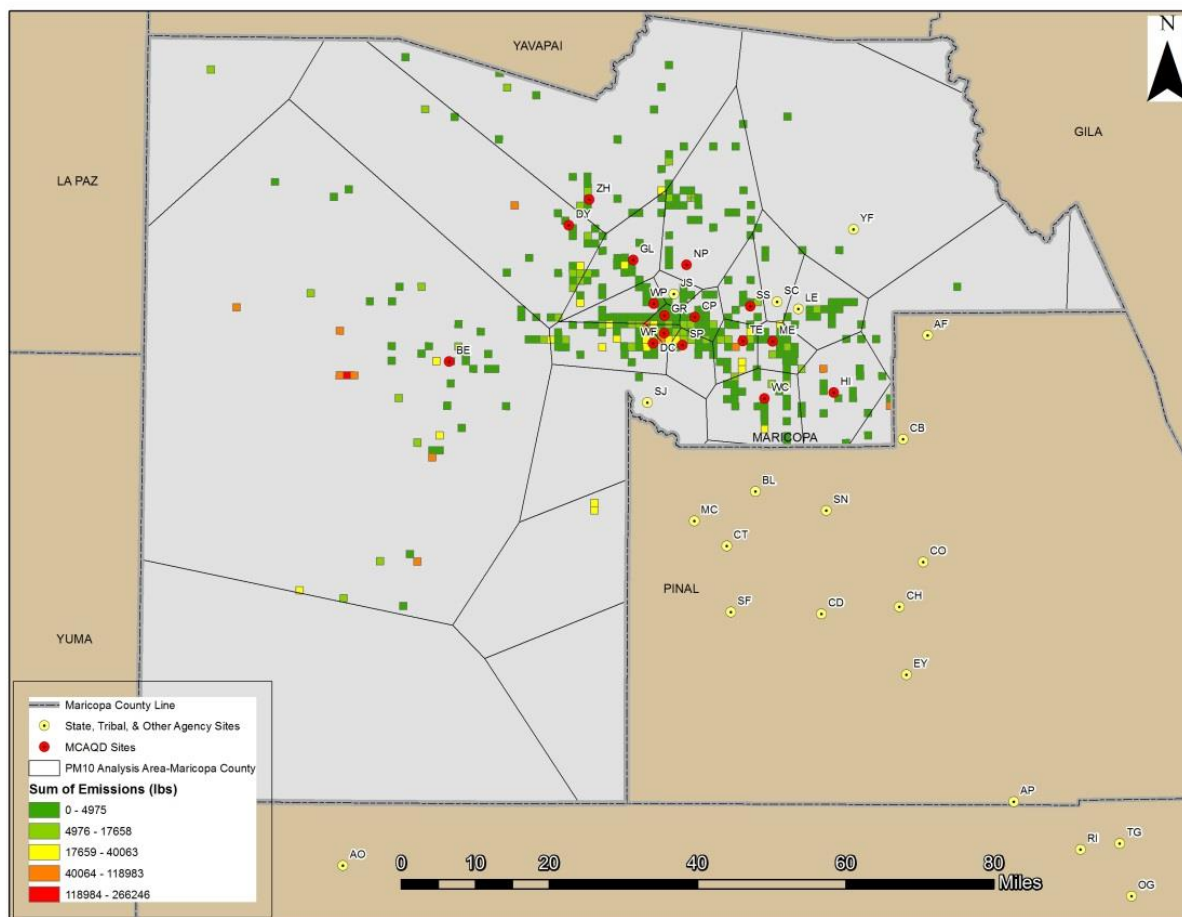 N
YAVAPAI
GILA
LA PAZ
ZH
DY
YF
GL
NP
JS
WP
SS
SC
LE
GR
CP
AF
WF
TE
ME
BE
DC
SP
HI
SJ
WC
MARICOPA
CB
BL
SN
MC
CT
CO
PINAL
SF
CD
CH
YUMA
EY
Maricopa County Line
State, Tribal, & Other Agency Sites
MCAQD Sites
PM10 Analysis Area-Maricopa County
Sum of Emissions (lbs)
0 - 4975
4976 - 17658
17659 - 40063
40064 - 118983
118984 - 266246
AP
RI
TG
AO
OG
0 10 20 40 60 80
Miles